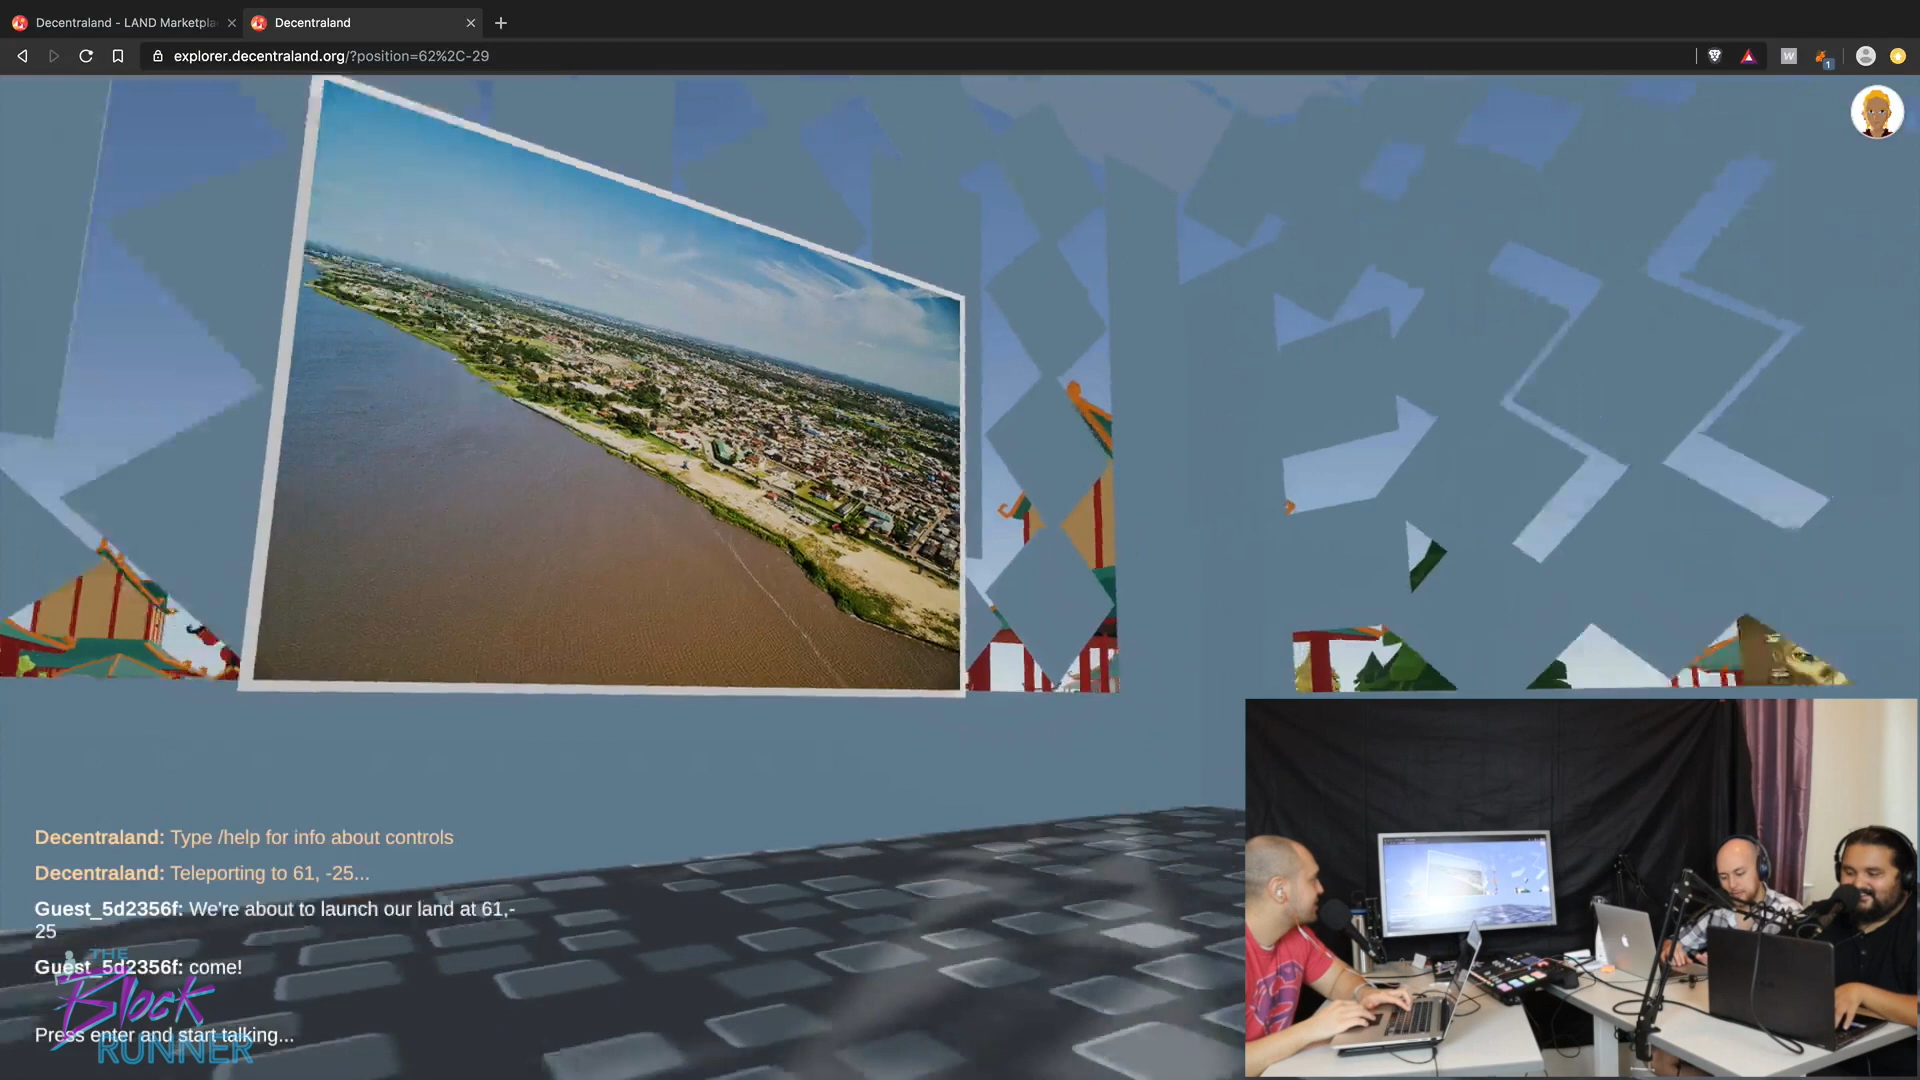 Decentraland - LAND Marketpla
Decentraland
explorer.decentraland.org/?position=62%2C-29
W
1
Decentraland: Type /help for info about controls
Decentraland: Teleporting to 61, -25...
Guest_5d2356f: We're about to launch our land at 61,-
25
Guest_5d2356f: come!
THE
Block
Press enter and start talking...
RUNNER